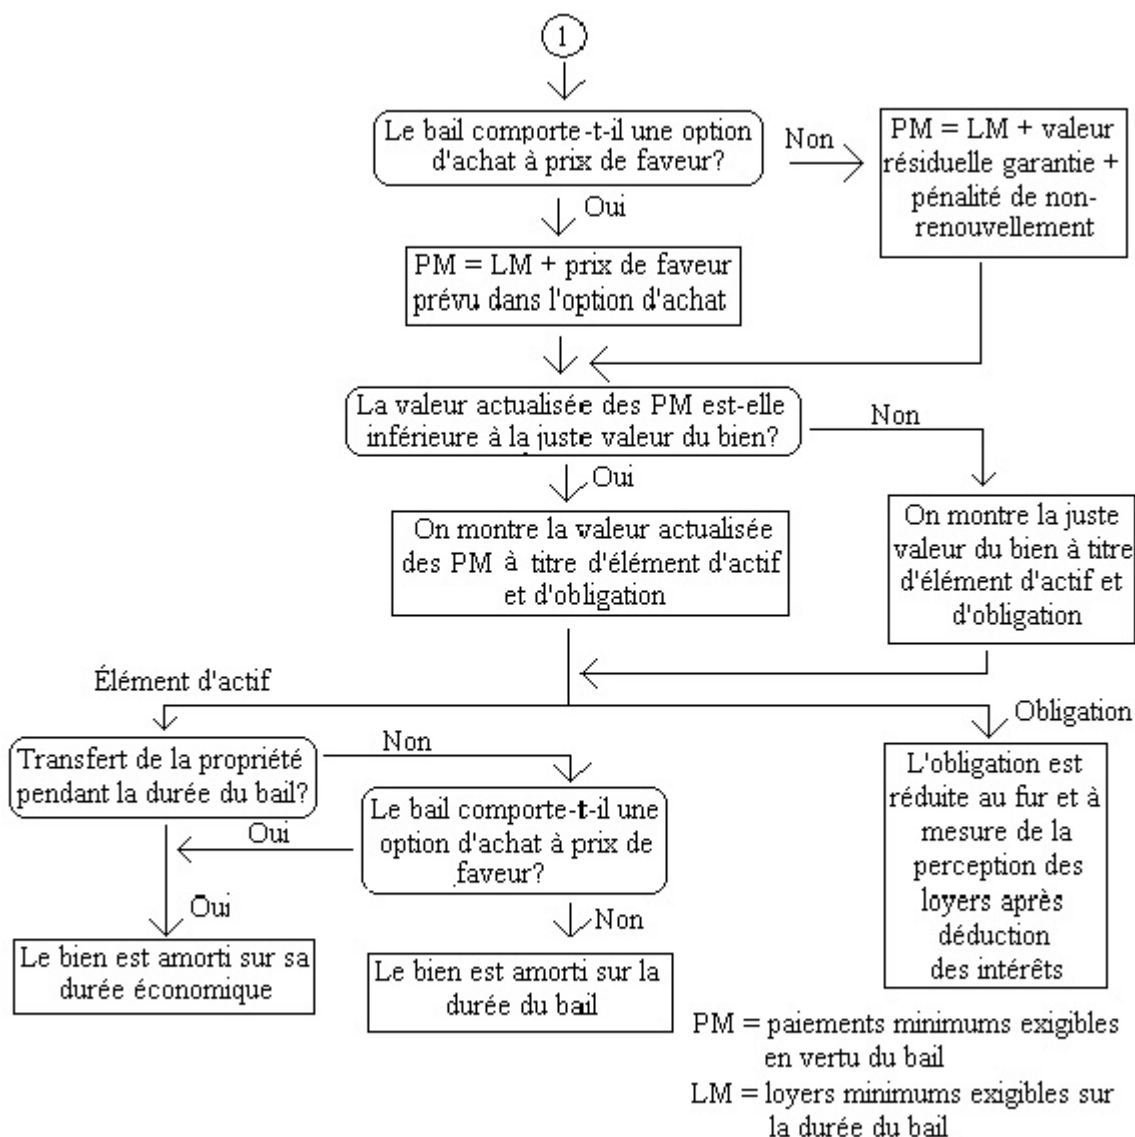 1
Le bail comporte-t-il une option
d'achat à prix de faveur?
Non
PM = LM + valeur
résiduelle garantie +
pénalité de non-
renouvellement
Oui
PM = LM + prix de faveur
prévu dans l'option d'achat
La valeur actualisée des PM est-elle
inférieure à la juste valeur du bien?
Non
Oui
On montre la valeur actualisée
des PM à titre d'élément d'actif
et d'obligation
On montre la juste
valeur du bien à titre
d'élément d'actif et
d'obligation
Élément d'actif
Obligation
Transfert de la propriété
pendant la durée du bail?
Non
Le bail comporte-t-il une
option d'achat à prix de
faveur?
Oui
Oui
Non
Le bien est amorti sur sa
durée économique
Le bien est amorti sur la
durée du bail
L'obligation est
réduite au fur et à
mesure de la
perception des
loyers après
déduction
des intérêts
PM = paiements minimums exigibles
en vertu du bail
LM = loyers minimums exigibles sur
la durée du bail